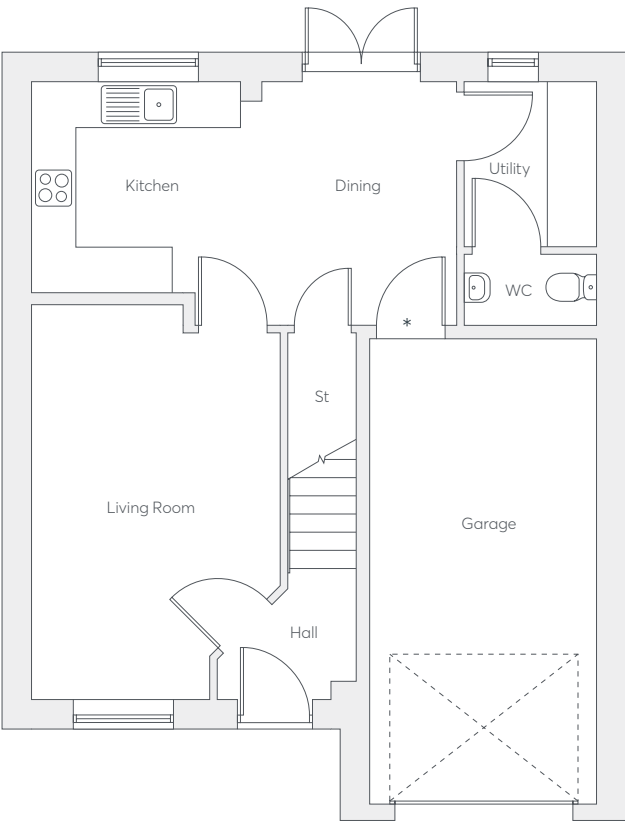 Kitchen
Dining
Utility
WC
*
St
Living Room
Garage
Hall